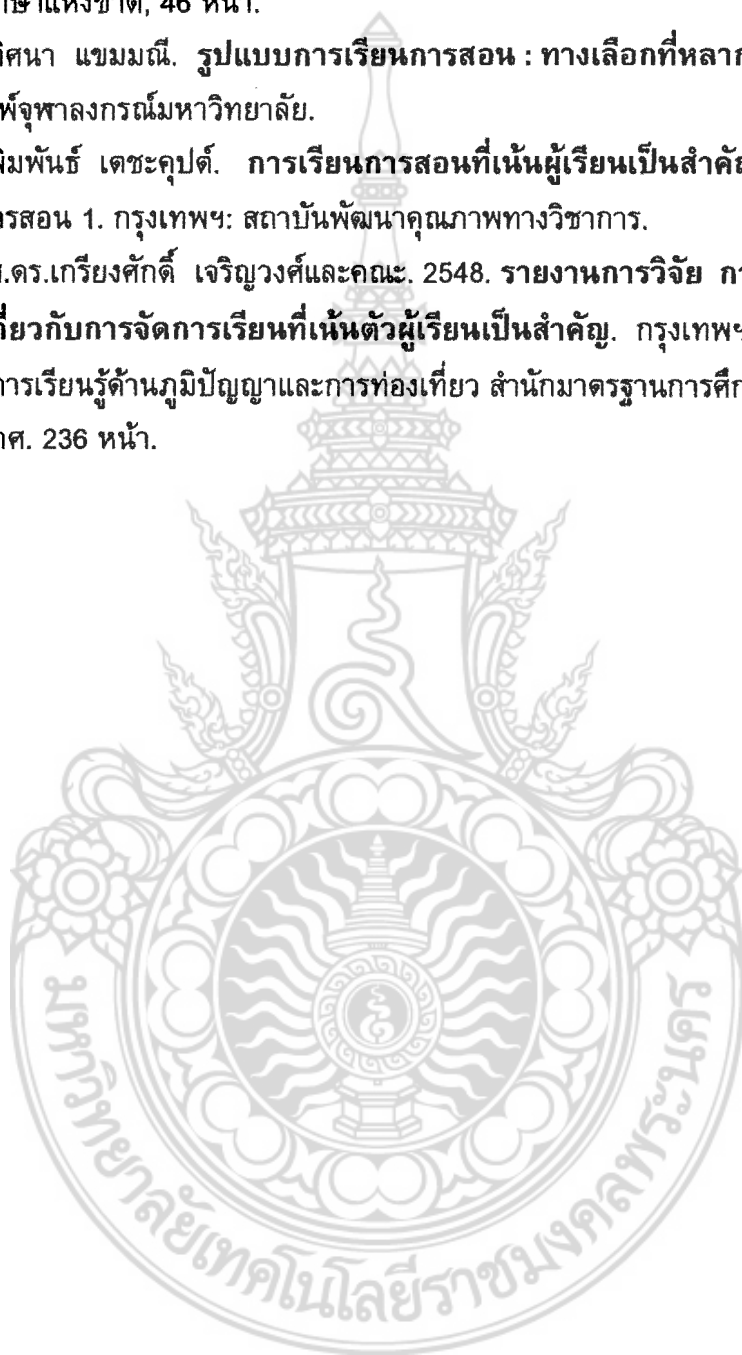 แห่งชาติ, 46 หน้า.
ทิศนา แขมมณี. รูปแบบการเรียนการสอน : ทางเลือกที่หลาก
พ์จุฬาลงกรณ์มหาวิทยาลัย.
พิมพันธ์ เดชะคุปต์. การเรียนการสอนที่เน้นผู้เรียนเป็นสำคัญ
การสอน 1. กรุงเทพฯ: สถาบันพัฒนาคุณภาพทางวิชาการ.
ศ.ดร.เกรียงศักดิ์ เจริญวงศ์และคณะ. 2548. รายงานการวิจัย
เกี่ยวกับการจัดการเรียนที่เน้นตัวผู้เรียนเป็นสำคัญ. กรุงเทพฯ
การเรียนรู้ด้านภูมิปัญญาและการท่องเที่ยว สำนักมาตรฐานการศึก
าศ. 236 หน้า.
มหาวิทยาลัยเทคโนโลยีราชมงคลพระนคร